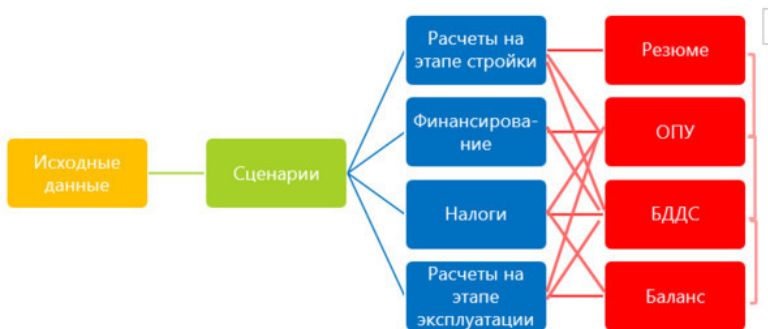 Исходные
данные
Сценарии
Расчеты на
этапе стройки
Финансирова-
ние
Налоги
Расчеты на
этапе
эксплуатации
Резюме
ОПУ
БДДС
Баланс